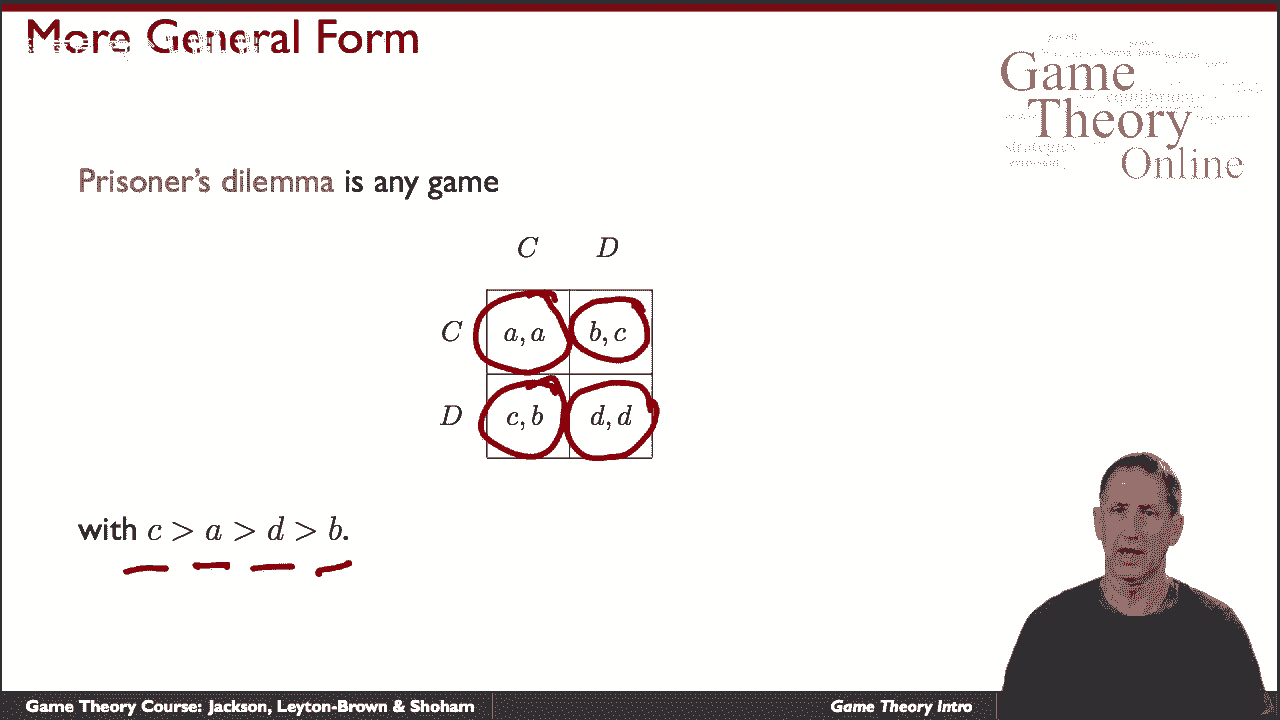 More General Form
Game
Theory
Online
Prisoner's dilemma is any game
C D
C a, a b, c
D c, b d, d
with c > a > d > b.
Game Theory Course: Jackson, Leyton-Brown & Shoham
Game Theory Intro